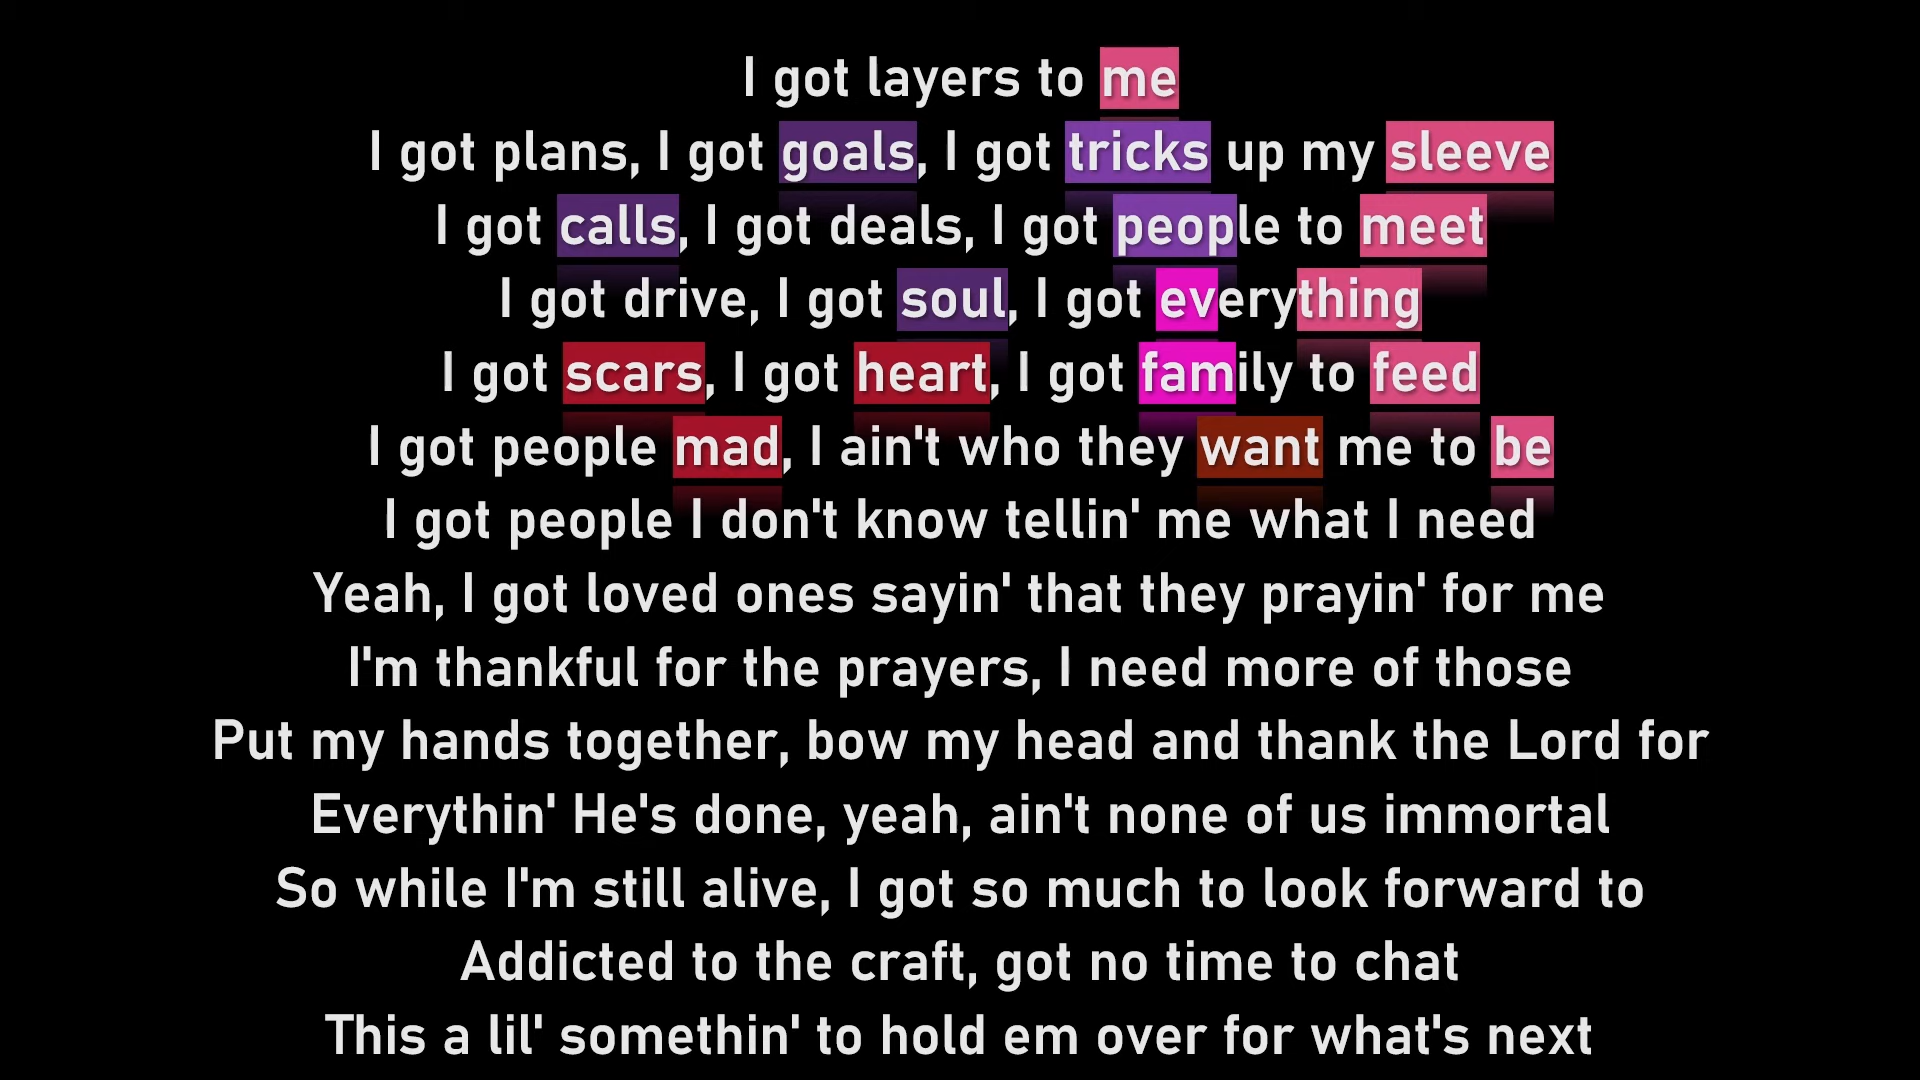 I got layers to me
I got plans, I got goals, I got tricks up my sleeve
I got calls, I got deals, I got people to meet
I got drive, I got soul, I got everything
I got scars, I got heart, I got family to feed
I got people mad, I ain't who they want me to be
I got people I don't know tellin' me what I need
Yeah, I got loved ones sayin' that they prayin' for me
I'm thankful for the prayers, I need more of those
Put my hands together, bow my head and thank the Lord for
Everythin' He's done, yeah, ain't none of us immortal
So while I'm still alive, I got so much to look forward to
Addicted to the craft, got no time to chat
This a lil' somethin' to hold em over for what's next